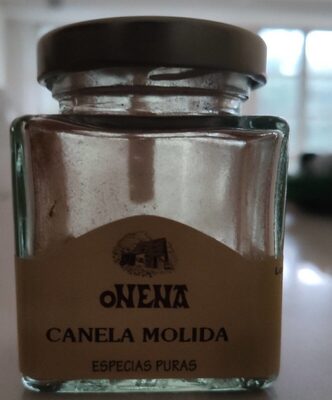 oNENA
CANELA MOLIDA
ESPECIAS PURAS